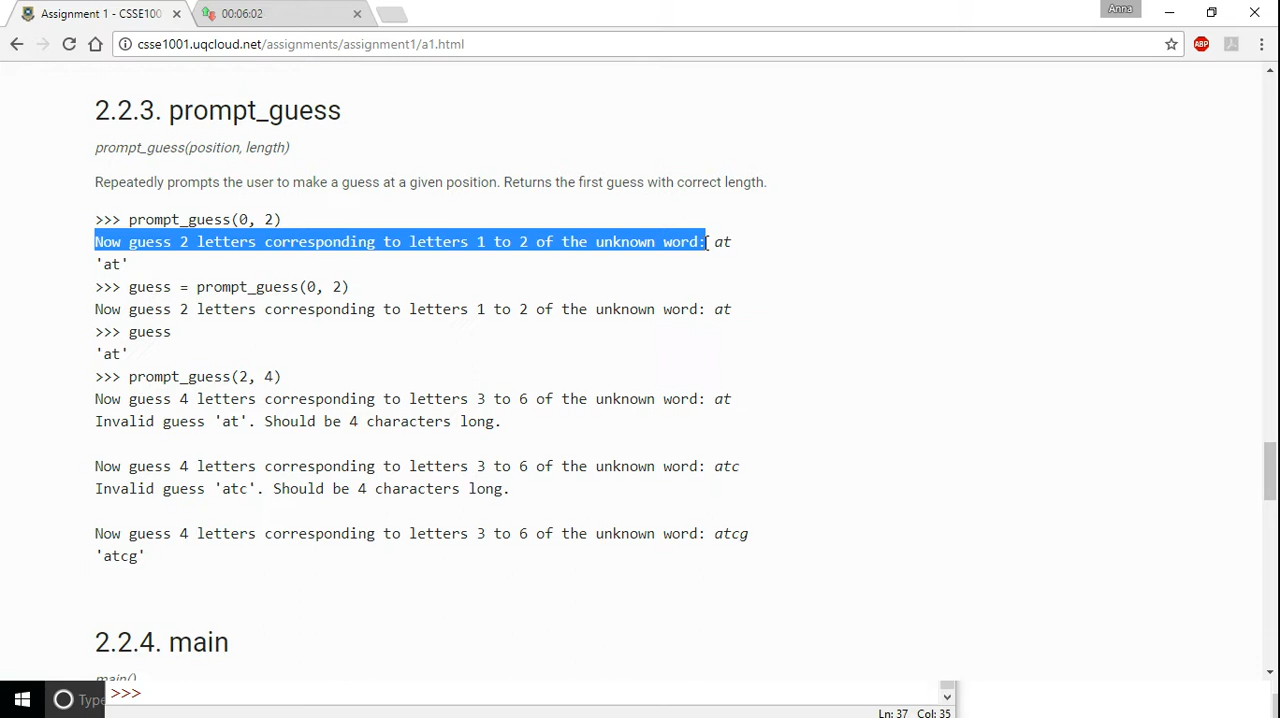 Assignment 1 - CSSE100
00:06:02
Anna
csse1001.uqcloud.net/assignments/assignment1/a1.html
ABP
2.2.3. prompt_guess
prompt_guess(position, length)
Repeatedly prompts the user to make a guess at a given position. Returns the first guess with correct length.
>>> prompt_guess(0, 2)
Now guess 2 letters corresponding to letters 1 to 2 of the unknown word: at
'at'
>>> guess = prompt_guess(0, 2)
Now guess 2 letters corresponding to letters 1 to 2 of the unknown word: at
>>> guess
'at'
>>> prompt_guess(2, 4)
Now guess 4 letters corresponding to letters 3 to 6 of the unknown word: at
Invalid guess 'at'. Should be 4 characters long.
Now guess 4 letters corresponding to letters 3 to 6 of the unknown word: atc
Invalid guess 'atc'. Should be 4 characters long.
Now guess 4 letters corresponding to letters 3 to 6 of the unknown word: atcg
'atcg'
2.2.4. main
main()
Type
>>>
Ln: 37 Col: 35